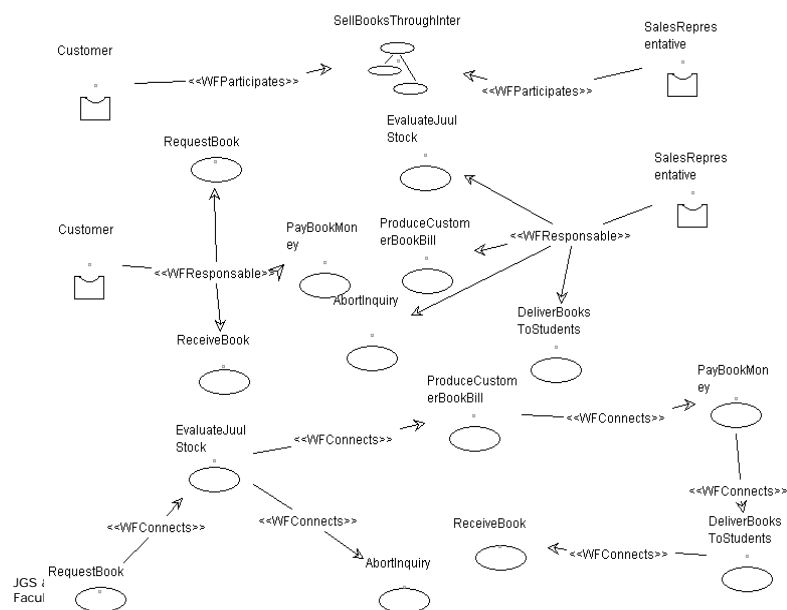 SellBooksThroughInter
Customer
SalesRepres
entative
<<WFParticipates>>
<<WFParticipates>>
EvaluateJuul
Stock
RequestBook
SalesRepres
entative
Customer
PayBookMon
ey
ProduceCustom
erBookBill
<<WFResponsable>>
<<WFResponsable>>
AbortInquiry
DeliverBooks
ToStudents
ReceiveBook
ProduceCustom
erBookBill
PayBookMon
ey
EvaluateJuul
Stock
<<WFConnects>>
<<WFConnects>>
<<WFConnects>>
<<WFConnects>>
<<WFConnects>>
ReceiveBook
DeliverBooks
ToStudents
<<WFConnects>>
AbortInquiry
RequestBook
JGS